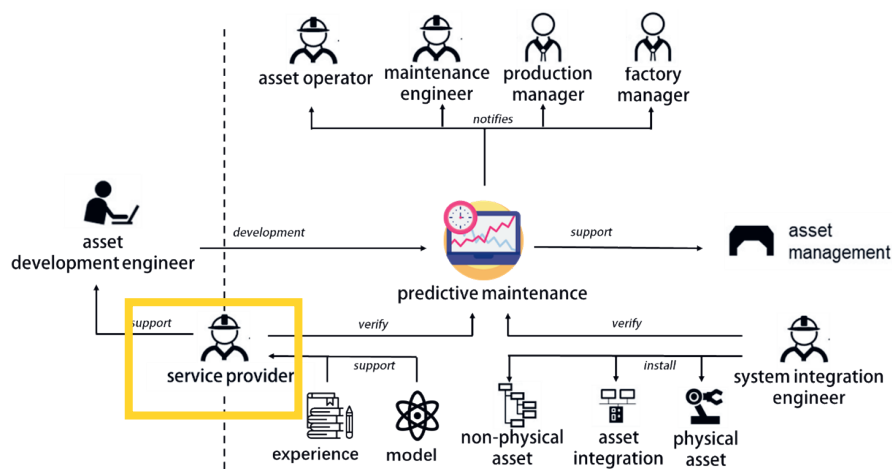 asset operator
maintenance
engineer
production
manager
factory
manager
notifies
asset
development engineer
development
predictive maintenance
support
asset
management
support
service provider
verify
verify
support
install
system integration
engineer
experience
model
non-physical
asset
asset
integration
physical
asset